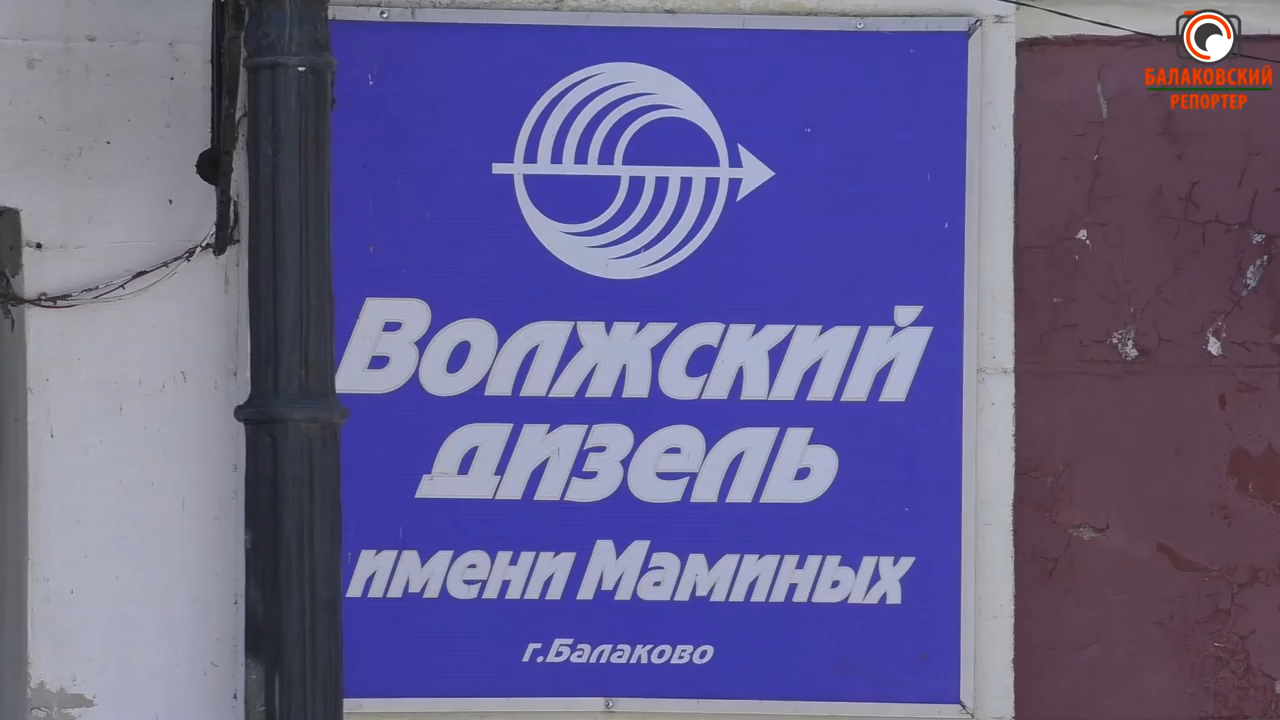 БАЛАКОВСКИЙ
РЕПОРТЕР
Волжский
дизель
имени Маминых
г.Балаково